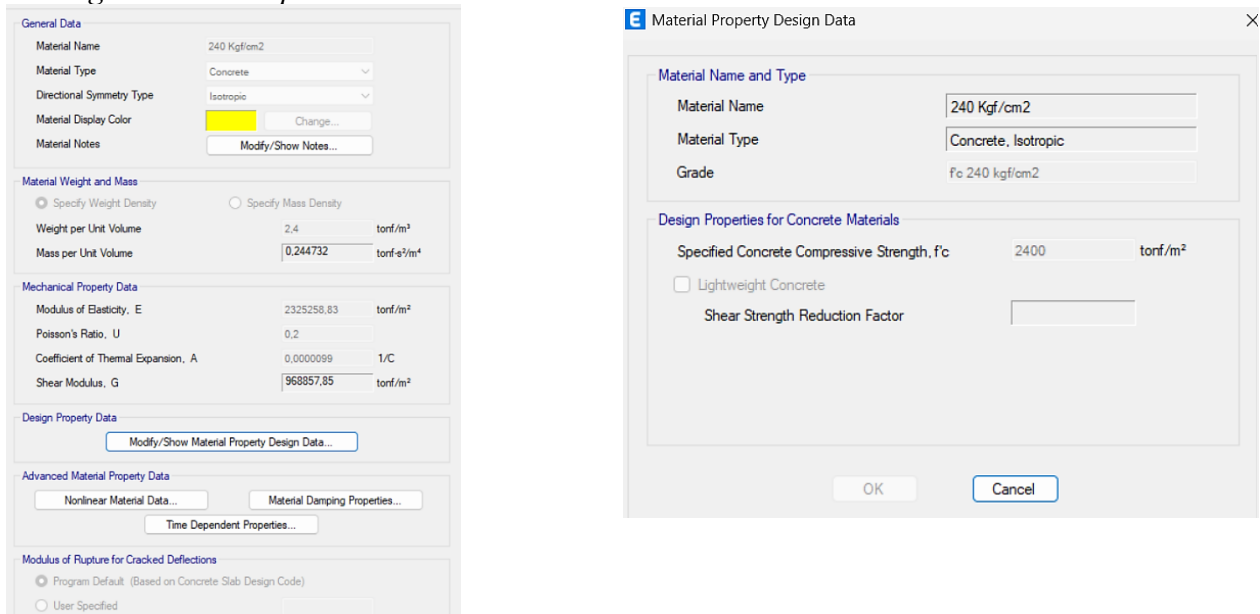 General Data
Material Name 240 Kgf/cm2
Material Type Concrete
Directional Symmetry Type Isotropic
Material Display Color Change...
Material Notes Modify/Show Notes...
Material Weight and Mass
Specify Weight Density Specify Mass Density
Weight per Unit Volume 2,4 tonf/m³
Mass per Unit Volume 0,244732 tonf-s²/m⁴
Mechanical Property Data
Modulus of Elasticity, E 2325258,83 tonf/m²
Poisson's Ratio, U 0,2
Coefficient of Thermal Expansion, A 0,0000099 1/C
Shear Modulus, G 968857,85 tonf/m²
Design Property Data
Modify/Show Material Property Design Data...
Advanced Material Property Data
Nonlinear Material Data... Material Damping Properties...
Time Dependent Properties...
Modulus of Rupture for Cracked Deflections
Program Default (Based on Concrete Slab Design Code)
User Specified
E Material Property Design Data
Material Name and Type
Material Name 240 Kgf/cm2
Material Type Concrete, Isotropic
Grade f'c 240 kgf/cm2
Design Properties for Concrete Materials
Specified Concrete Compressive Strength, f'c 2400 tonf/m²
Lightweight Concrete
Shear Strength Reduction Factor
OK Cancel